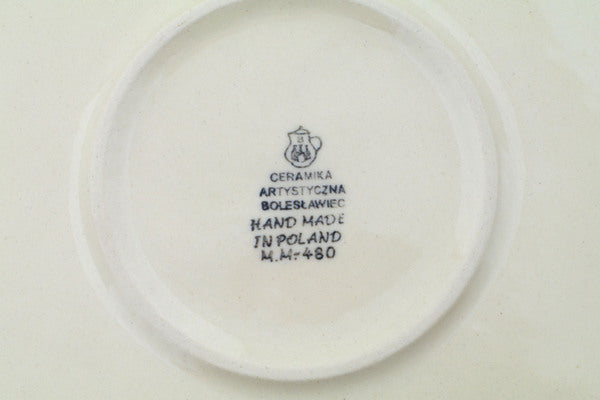 B
CERAMIKA
ARTYSTYCZNA
BOLESŁAWIEC
HAND MADE
IN POLAND
M.M.-480